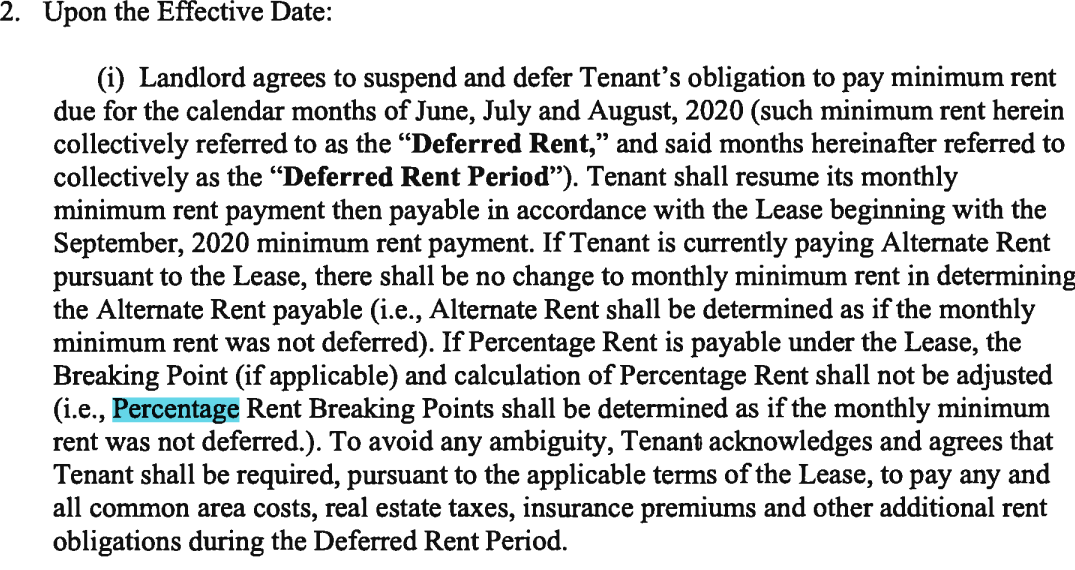 2. Upon the Effective Date:
(i) Landlord agrees to suspend and defer Tenant’s obligation to pay minimum rent
due for the calendar months of June, July and August, 2020 (such minimum rent herein
collectively referred to as the “Deferred Rent,” and said months hereinafter referred to
collectively as the “Deferred Rent Period”). Tenant shall resume its monthly
minimum rent payment then payable in accordance with the Lease beginning with the
September, 2020 minimum rent payment. If Tenant is currently paying Alternate Rent
pursuant to the Lease, there shall be no change to monthly minimum rent in determining
the Alternate Rent payable (i.e., Alternate Rent shall be determined as if the monthly
minimum rent was not deferred). If Percentage Rent is payable under the Lease, the
Breaking Point (if applicable) and calculation of Percentage Rent shall not be adjusted
(i.e., Percentage Rent Breaking Points shall be determined as if the monthly minimum
rent was not deferred.). To avoid any ambiguity, Tenant acknowledges and agrees that
Tenant shall be required, pursuant to the applicable terms of the Lease, to pay any and
all common area costs, real estate taxes, insurance premiums and other additional rent
obligations during the Deferred Rent Period.